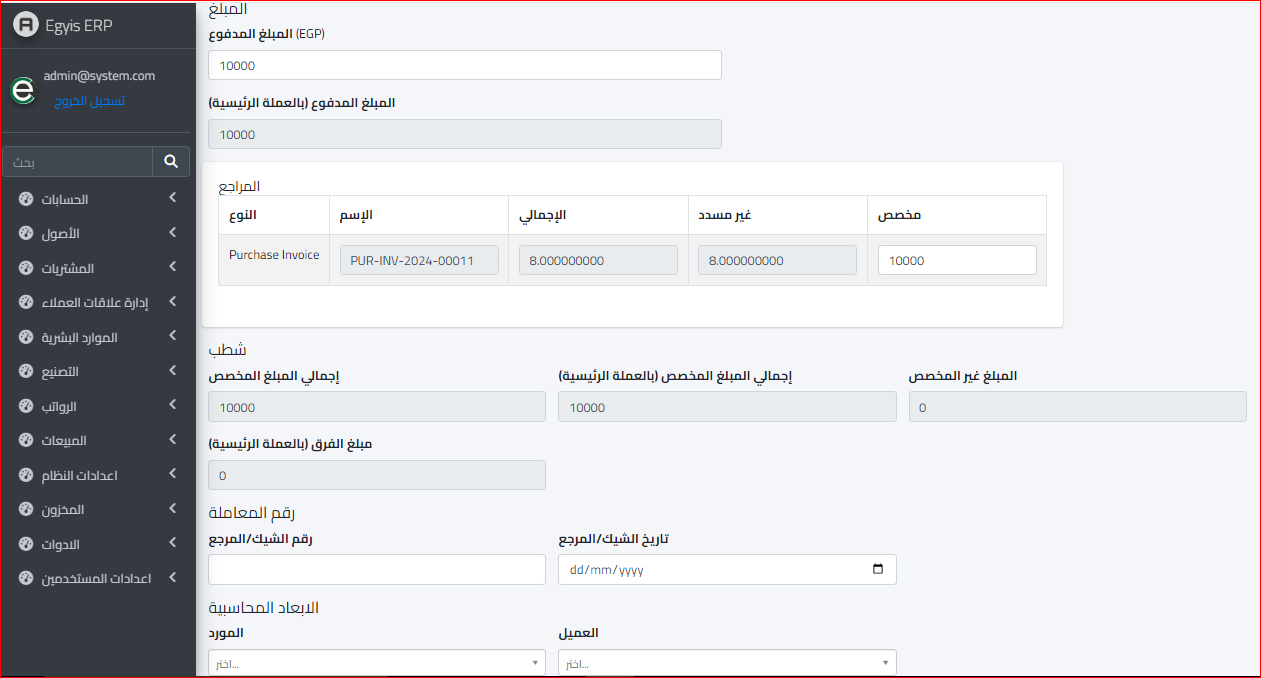 Egyis ERP
admin@system.com
تسجيل الخروج
بحث
الحسابات
الأصول
المشتريات
إدارة علاقات العملاء
الموارد البشرية
التصنيع
الرواتب
المبيعات
اعدادات النظام
المخزون
الادوات
اعدادات المستخدمين
المبلغ
المبلغ المدفوع (EGP)
10000
المبلغ المدفوع (بالعملة الرئيسية)
10000
المراجع
النوع الإسم الإجمالي غير مسدد مخصص
Purchase Invoice PUR-INV-2024-00011 8.000000000 8.000000000 10000
شطب
إجمالي المبلغ المخصص إجمالي المبلغ المخصص (بالعملة الرئيسية) المبلغ غير المخصص
10000 10000 0
مبلغ الفرق (بالعملة الرئيسية)
0
رقم المعاملة
رقم الشيك/المرجع تاريخ الشيك/المرجع
dd/mm/yyyy
الابعاد المحاسبية
المورد العميل
اختر... اختر...